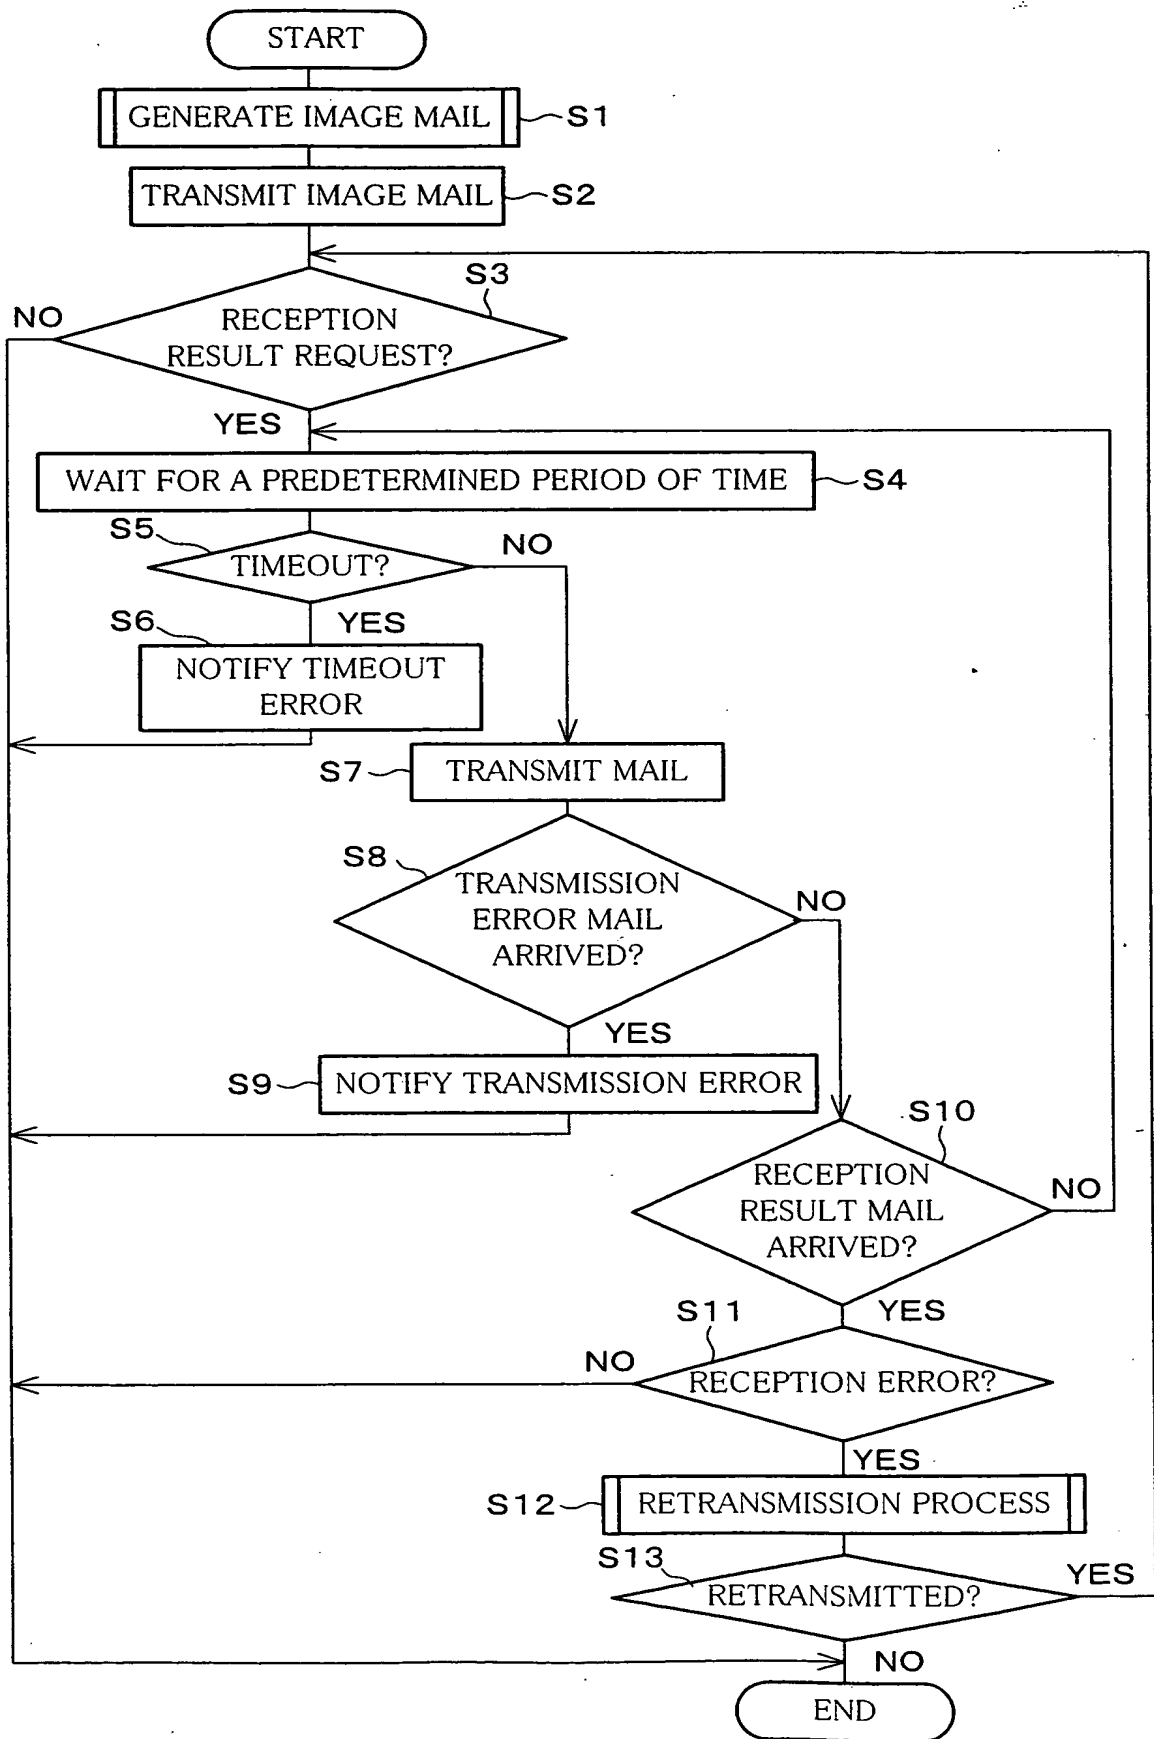 START
GENERATE IMAGE MAIL S1
TRANSMIT IMAGE MAIL S2
S3
NO
RECEPTION
RESULT REQUEST?
YES
WAIT FOR A PREDETERMINED PERIOD OF TIME S4
S5
TIMEOUT?
NO
YES
S6
NOTIFY TIMEOUT
ERROR
S7 TRANSMIT MAIL
S8
TRANSMISSION
ERROR MAIL
ARRIVED?
NO
YES
S9 NOTIFY TRANSMISSION ERROR
S10
RECEPTION
RESULT MAIL
ARRIVED?
NO
YES
S11
NO
RECEPTION ERROR?
YES
S12 RETRANSMISSION PROCESS
S13
RETRANSMITTED?
YES
NO
END